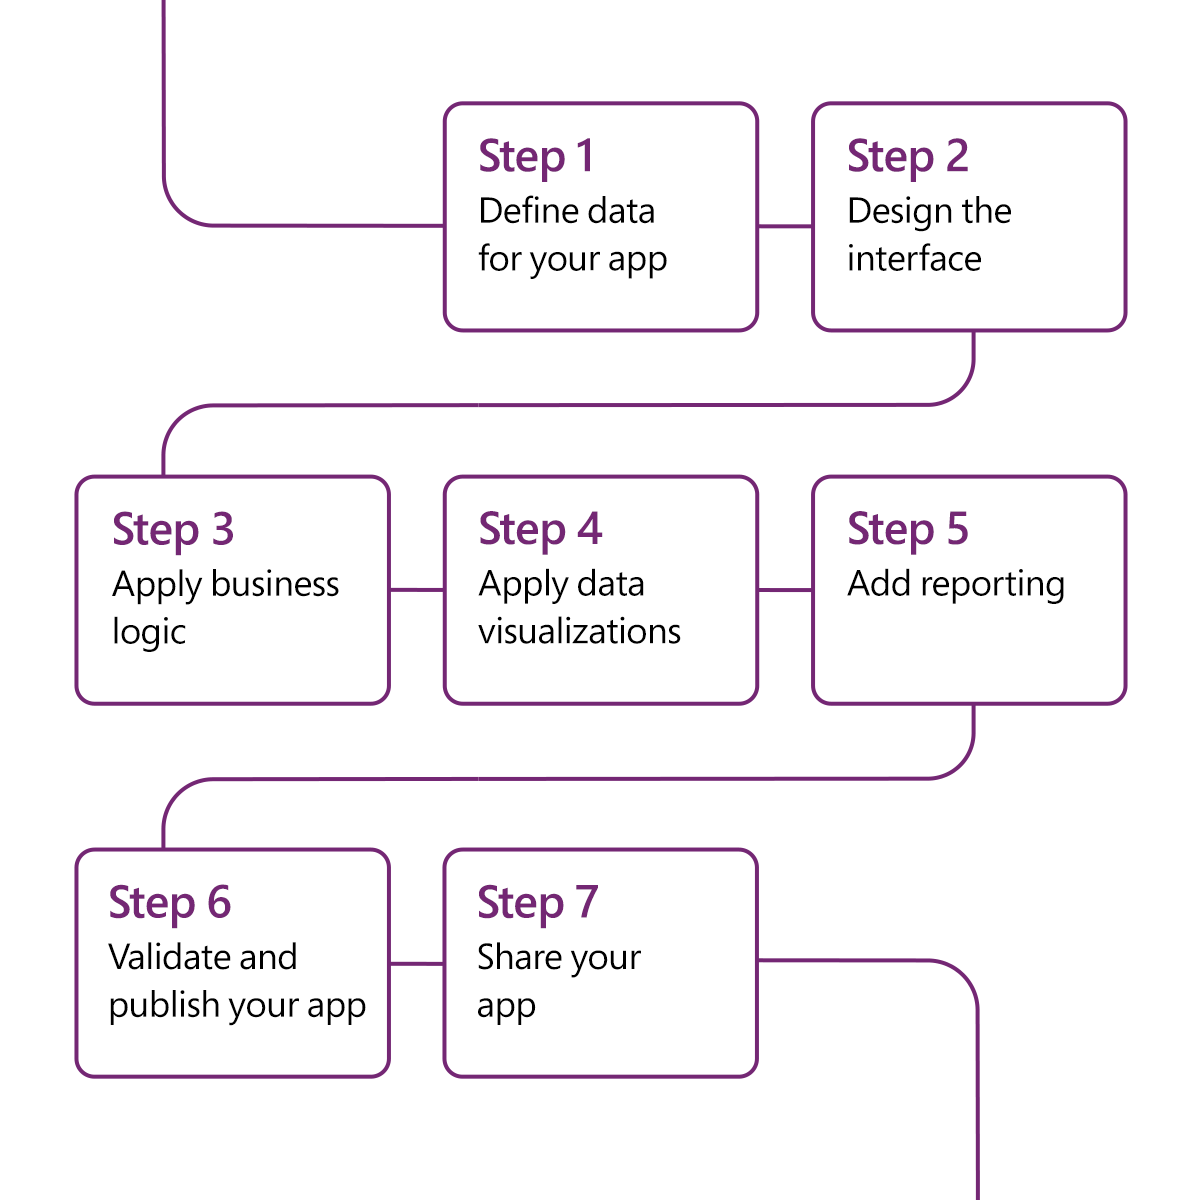 Step 1
Define data
for your app
Step 2
Design the
interface
Step 3
Apply business
logic
Step 4
Apply data
visualizations
Step 5
Add reporting
Step 6
Validate and
publish your app
Step 7
Share your
app